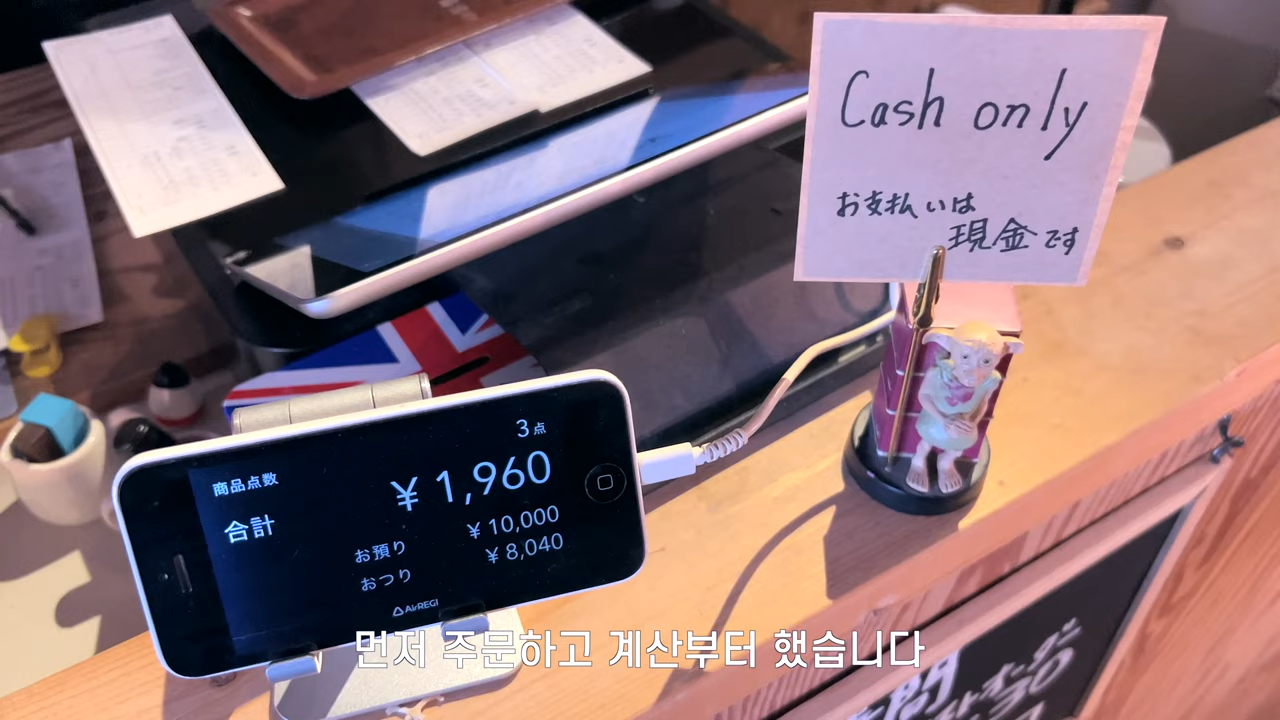 Cash only
お支払いは
現金です
3点
商品点数
¥ 1,960
合計
お預り ¥ 10,000
おつり ¥ 8,040
AirREGI
먼저 주문하고 계산부터 했습니다